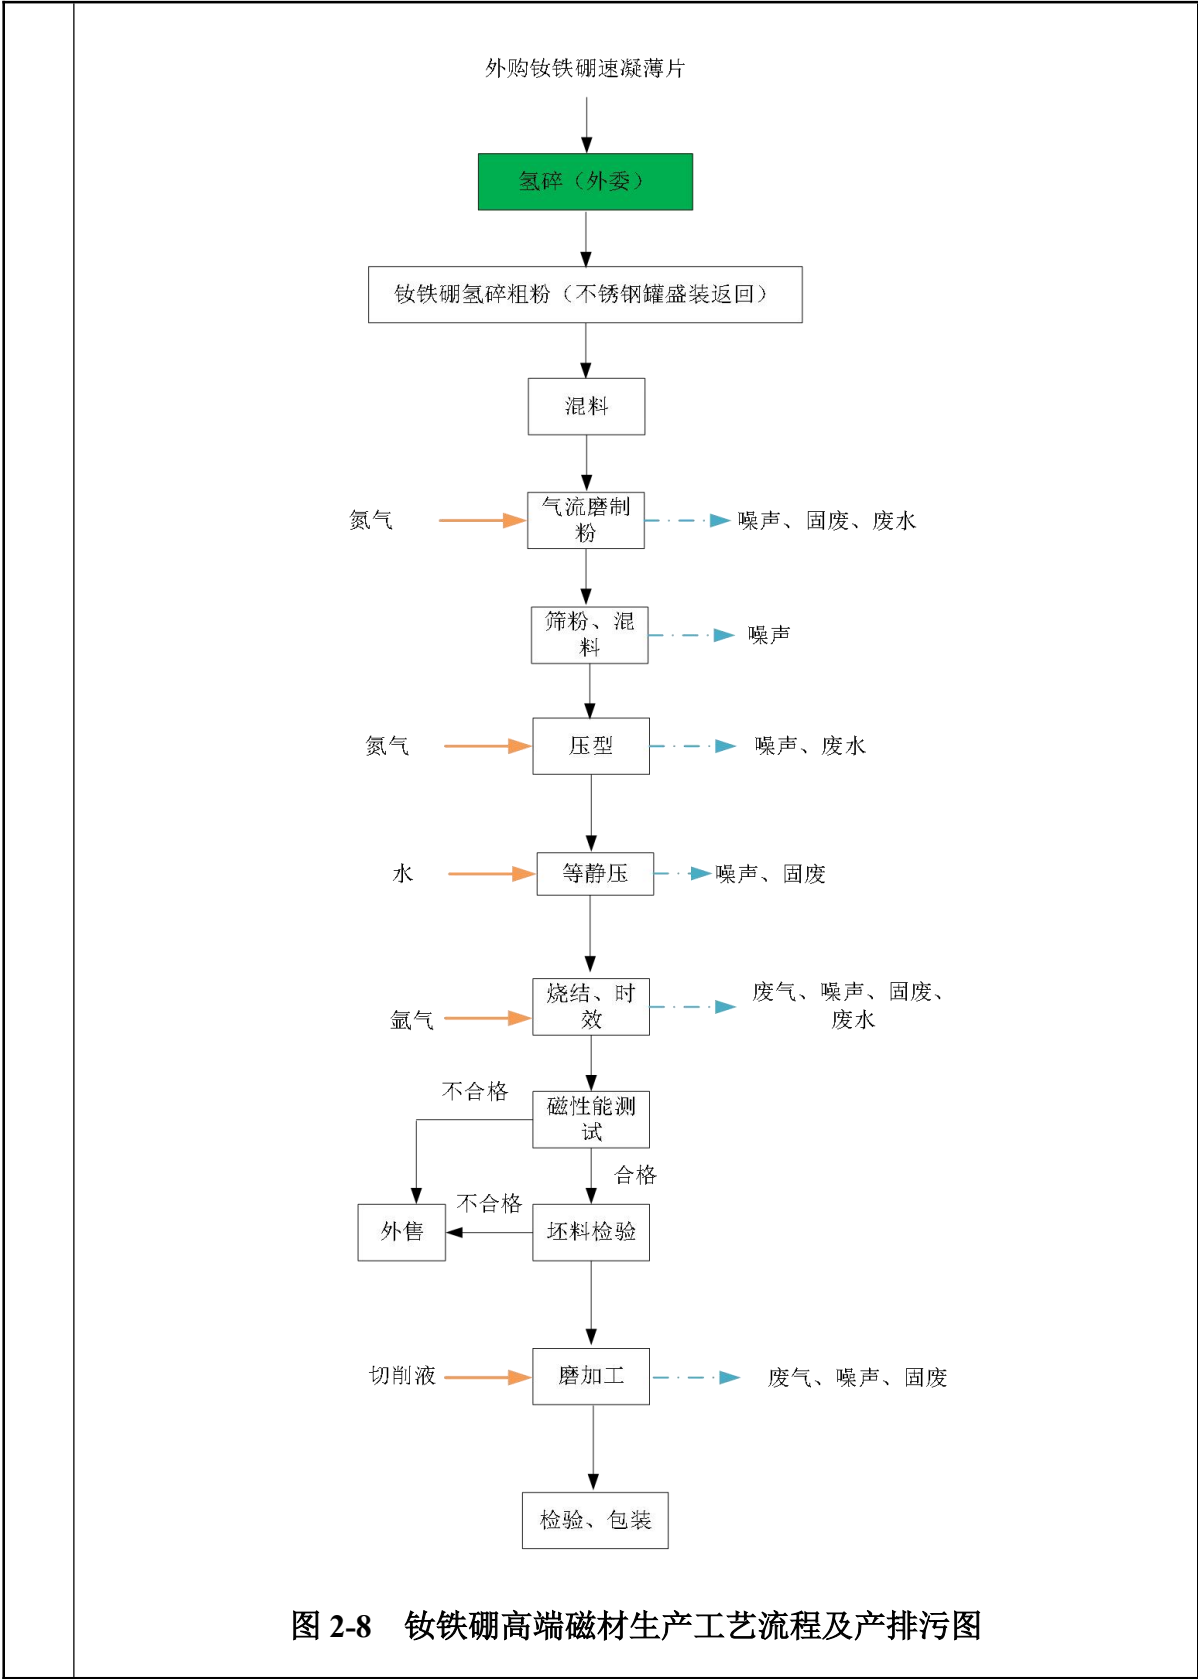 外购钕铁硼速凝薄片
氢碎（外委）
钕铁硼氢碎粗粉（不锈钢罐盛装返回）
混料
氮气
气流磨制
粉
噪声、固废、废水
筛粉、混
料
噪声
氮气
压型
噪声、废水
水
等静压
噪声、固废
氩气
烧结、时
效
废气、噪声、固废、
废水
不合格
磁性能测
试
合格
不合格
外售
坯料检验
切削液
磨加工
废气、噪声、固废
检验、包装
图 2-8 钕铁硼高端磁材生产工艺流程及产排污图